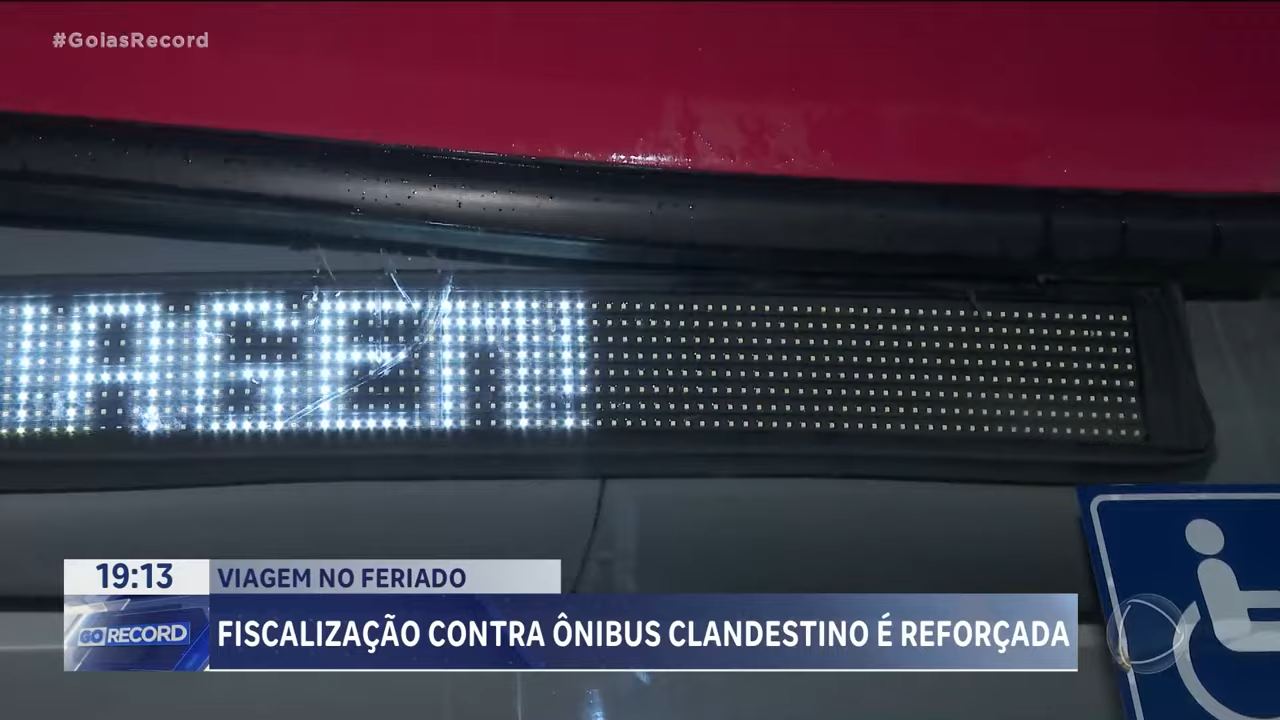 #GoiasRecord
19:13
VIAGEM NO FERIADO
GO RECORD
FISCALIZAÇÃO CONTRA ÔNIBUS CLANDESTINO É REFORÇADA